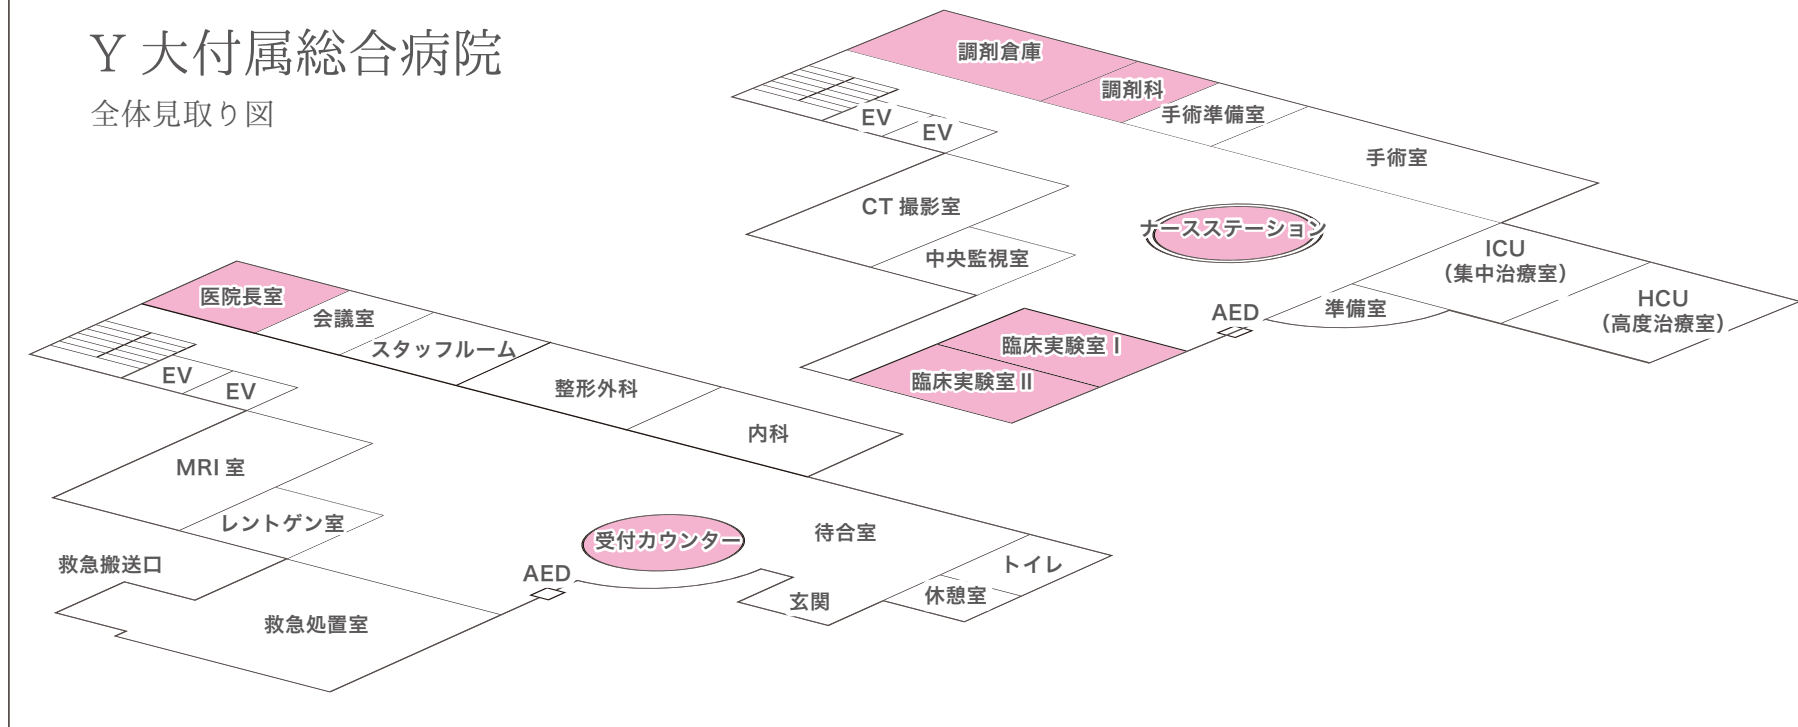 Y 大付属総合病院
全体見取り図
調剤倉庫
調剤科
手術準備室
手術室
EV
EV
CT 撮影室
中央監視室
ナースステーション
ICU
（集中治療室）
HCU
（高度治療室）
準備室
AED
臨床実験室 I
臨床実験室 II
医院長室
会議室
スタッフルーム
整形外科
内科
EV
EV
MRI 室
レントゲン室
救急搬送口
救急処置室
AED
受付カウンター
待合室
玄関
休憩室
トイレ